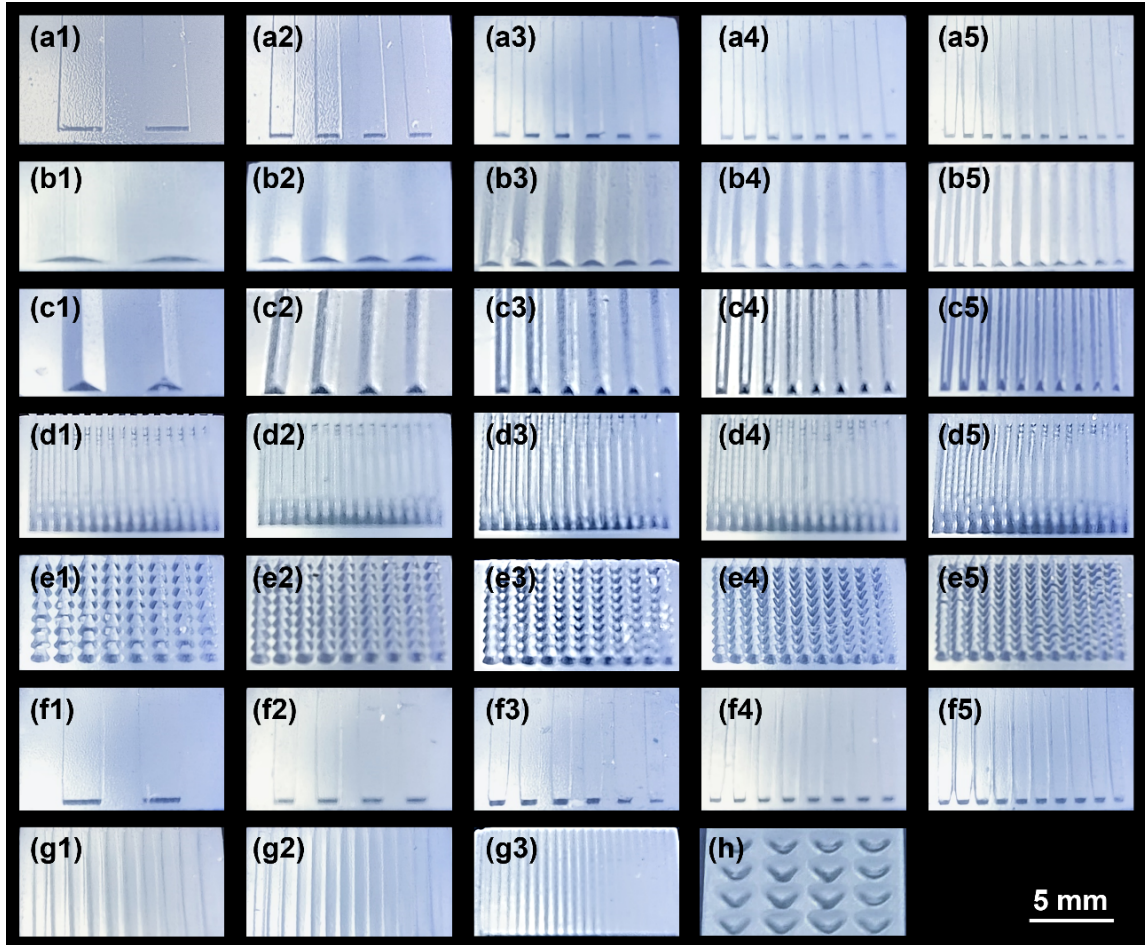 (a1) (a2) (a3) (a4) (a5)
(b1) (b2) (b3) (b4) (b5)
(c1) (c2) (c3) (c4) (c5)
(d1) (d2) (d3) (d4) (d5)
(e1) (e2) (e3) (e4) (e5)
(f1) (f2) (f3) (f4) (f5)
(g1) (g2) (g3) (h)
5 mm